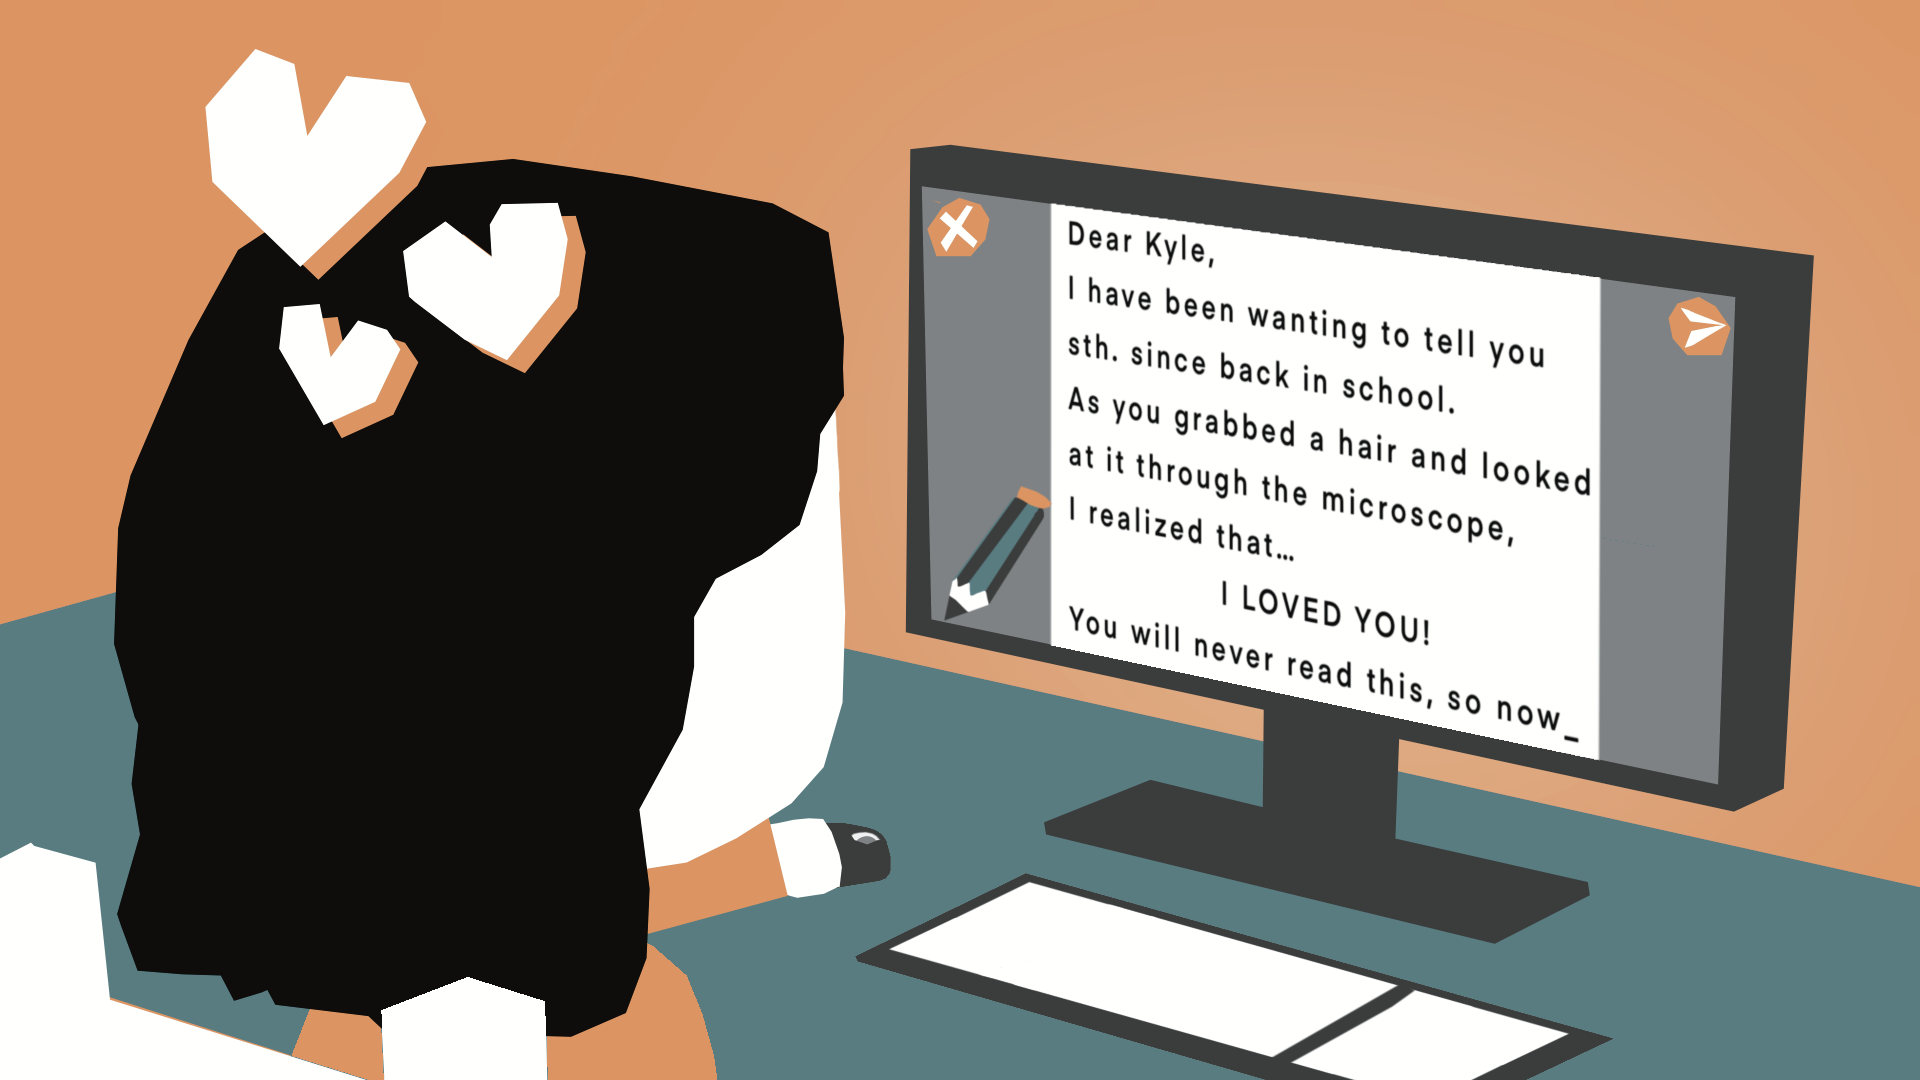 Dear Kyle,
I have been wanting to tell you
sth. since back in school.
As you grabbed a hair and looked
at it through the microscope,
I realized that...
I LOVED YOU!
You will never read this, so now_